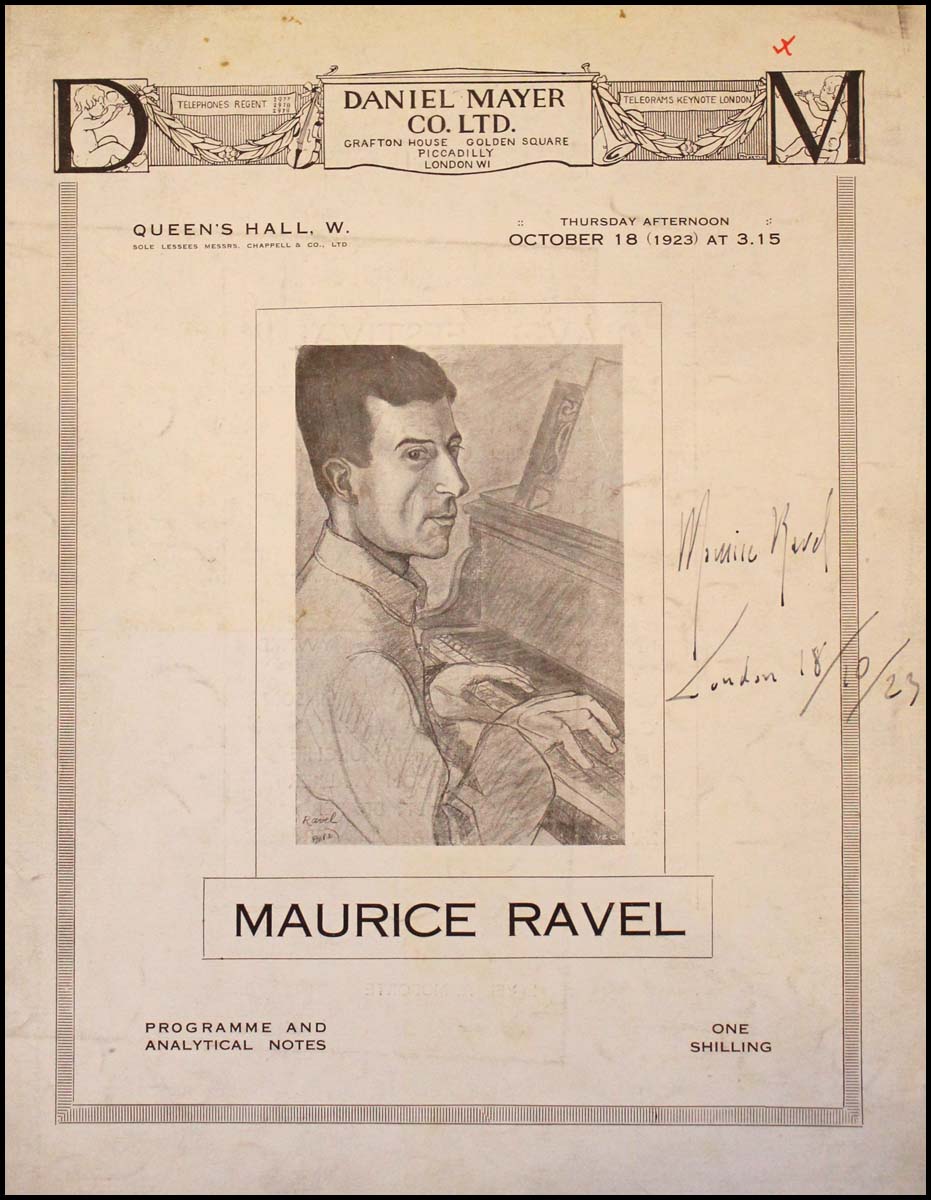 D
TELEPHONES REGENT
DANIEL MAYER
CO. LTD.
GRAFTON HOUSE GOLDEN SQUARE
PICCADILLY
LONDON W1
TELEGRAMS KEYNOTE LONDON
M
QUEEN'S HALL, W.
SOLE LESSEES MESSRS. CHAPPELL & CO., LTD
:: THURSDAY AFTERNOON ::
OCTOBER 18 (1923) AT 3.15
Maurice Ravel
London 18/10/23
Ravel
MAURICE RAVEL
PROGRAMME AND
ANALYTICAL NOTES
ONE
SHILLING